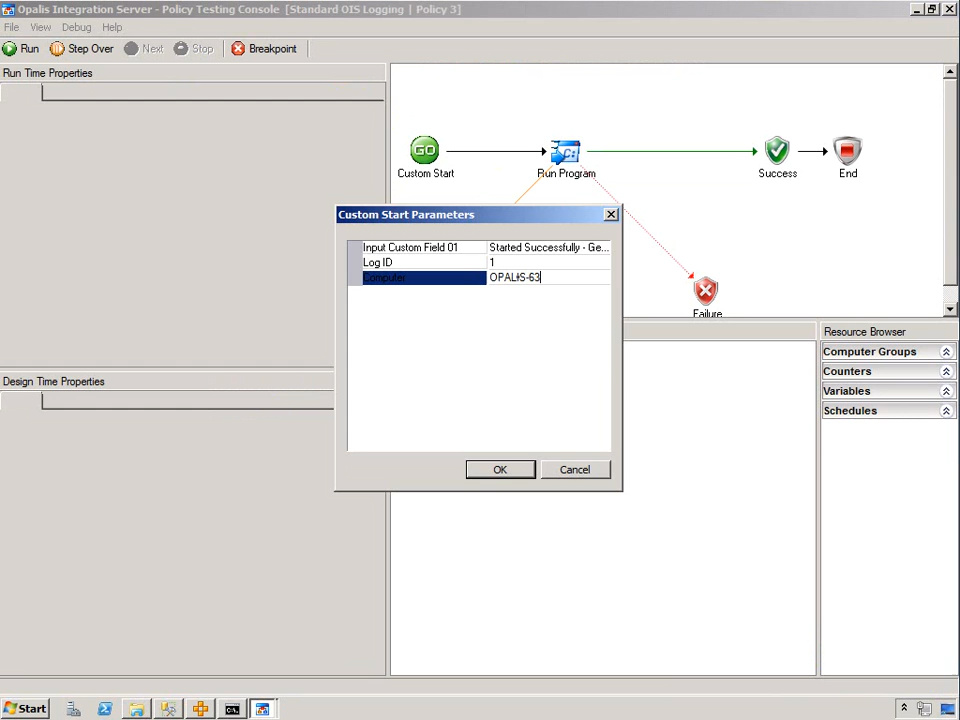 Opalis Integration Server - Policy Testing Console [Standard OIS Logging | Policy 3]
File View Debug Help
Run Step Over Next Stop Breakpoint
Run Time Properties
GO
Custom Start
Run Program
Success
End
Custom Start Parameters
Input Custom Field 01 Started Successfully - Ge...
Log ID 1
Computer OPALIS-63
Failure
OK Cancel
Resource Browser
Computer Groups
Counters
Variables
Schedules
Design Time Properties
Start